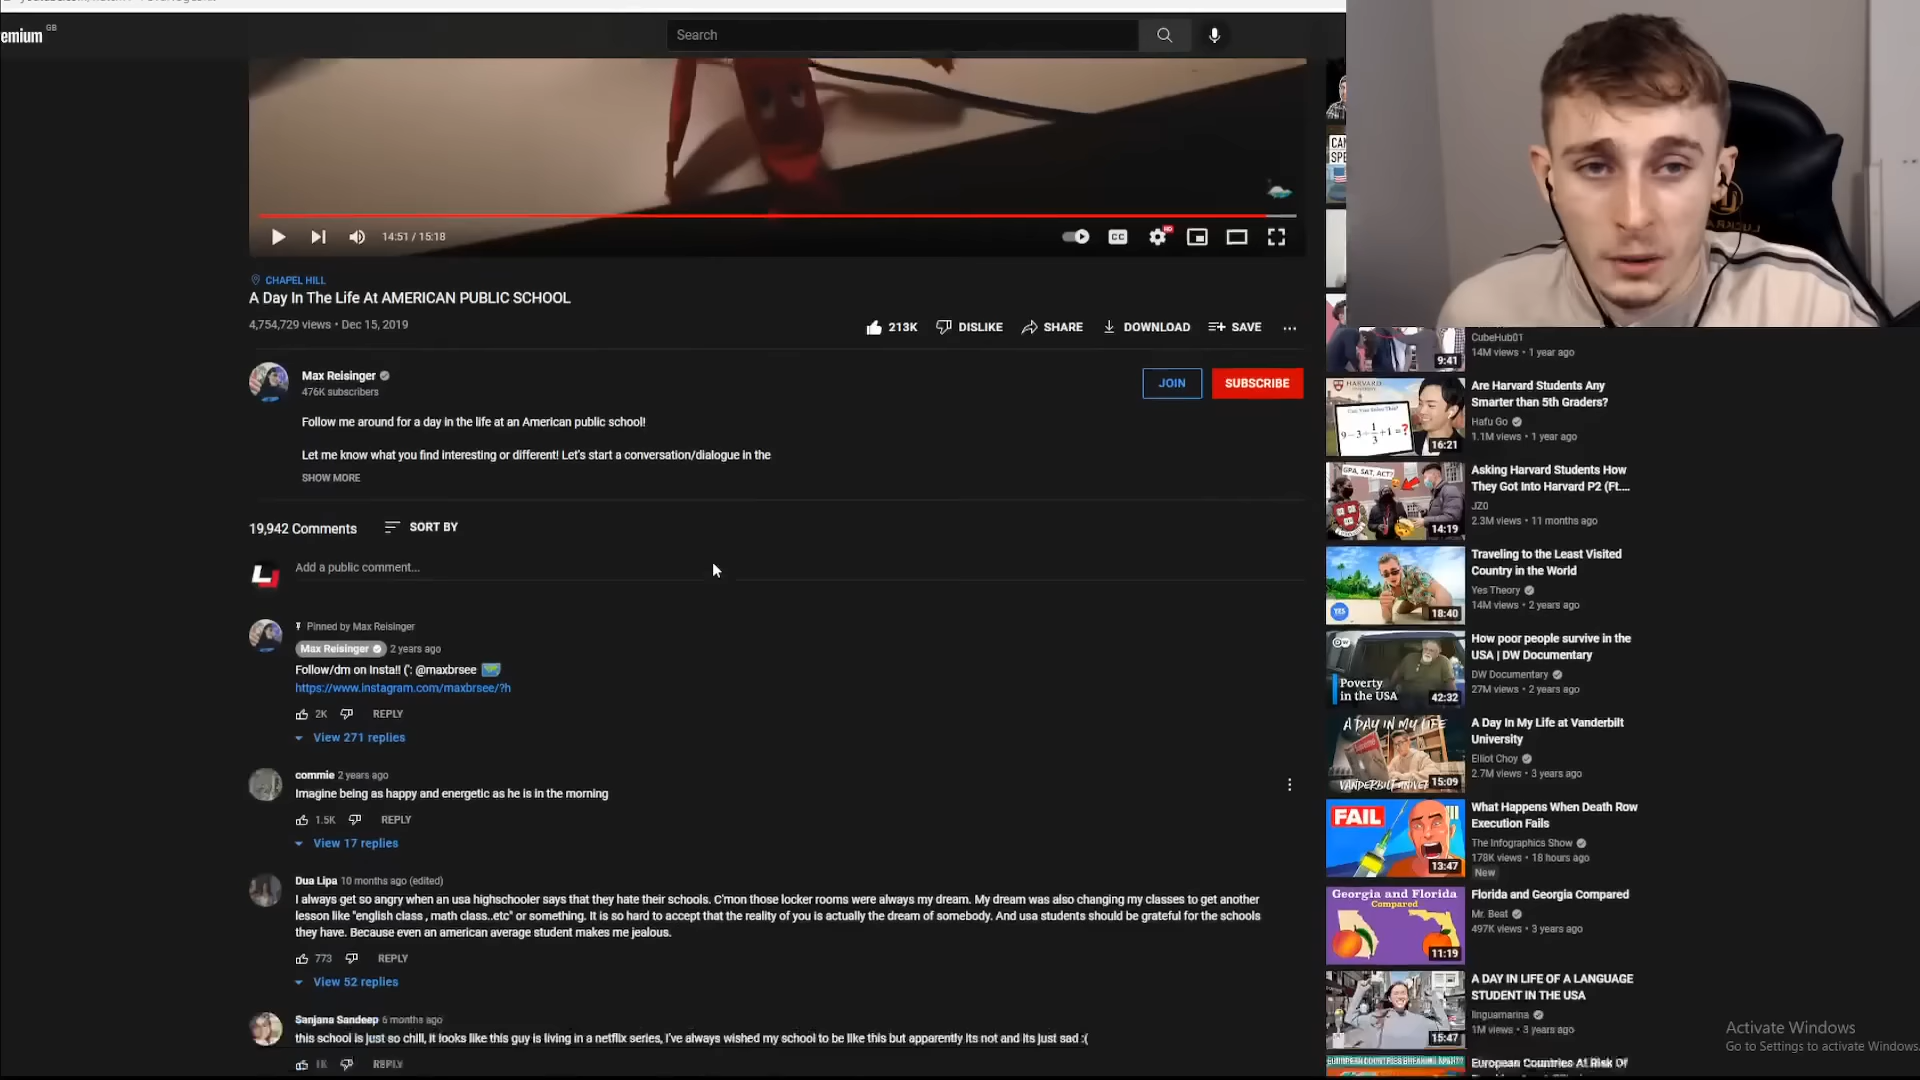 emium GB
Search
14:51 / 15:18
CC
HD
CHAPEL HILL
A Day In The Life At AMERICAN PUBLIC SCHOOL
4,754,729 views • Dec 15, 2019
213K
DISLIKE
SHARE
DOWNLOAD
SAVE
Max Reisinger
476K subscribers
JOIN
SUBSCRIBE
Follow me around for a day in the life at an American public school!
Let me know what you find interesting or different! Let's start a conversation/dialogue in the
SHOW MORE
19,942 Comments
SORT BY
Add a public comment...
Pinned by Max Reisinger
Max Reisinger 2 years ago
Follow/dm on Insta!! (': @maxbrsee
https://www.instagram.com/maxbrsee/?h
2K REPLY
View 271 replies
commie 2 years ago
Imagine being as happy and energetic as he is in the morning
1.5K REPLY
View 17 replies
Dua Lipa 10 months ago (edited)
I always get so angry when an usa highschooler says that they hate their schools. C'mon those locker rooms were always my dream. My dream was also changing my classes to get another
lesson like "english class , math class..etc" or something. It is so hard to accept that the reality of you is actually the dream of somebody. And usa students should be grateful for the schools
they have. Because even an american average student makes me jealous.
773 REPLY
View 52 replies
Sanjana Sandeep 6 months ago
this school is just so chill, it looks like this guy is living in a netflix series, I've always wished my school to be like this but apparently its not and its just sad :(
1K REPLY
CubeHub01
14M views • 1 year ago
9:41
HARVARD
Are Harvard Students Any
Smarter than 5th Graders?
Hafu Go
1.1M views • 1 year ago
16:21
GPA, SAT, ACT?
Asking Harvard Students How
They Got Into Harvard P2 (Ft....
JZ0
2.3M views • 11 months ago
14:19
Traveling to the Least Visited
Country in the World
Yes Theory
14M views • 2 years ago
YES
18:40
How poor people survive in the
USA | DW Documentary
DW Documentary
27M views • 2 years ago
DW
Poverty
in the USA
42:32
A DAY IN MY LIFE
A Day In My Life at Vanderbilt
University
Elliot Choy
2.7M views • 3 years ago
15:09
FAIL
What Happens When Death Row
Execution Fails
The Infographics Show
178K views • 18 hours ago
New
13:47
Georgia and Florida
Compared
Florida and Georgia Compared
Mr. Beat
497K views • 3 years ago
11:19
A DAY IN LIFE OF A LANGUAGE
STUDENT IN THE USA
linguamarina
1M views • 3 years ago
15:47
European Countries At Risk Of
Activate Windows
Go to Settings to activate Windows.